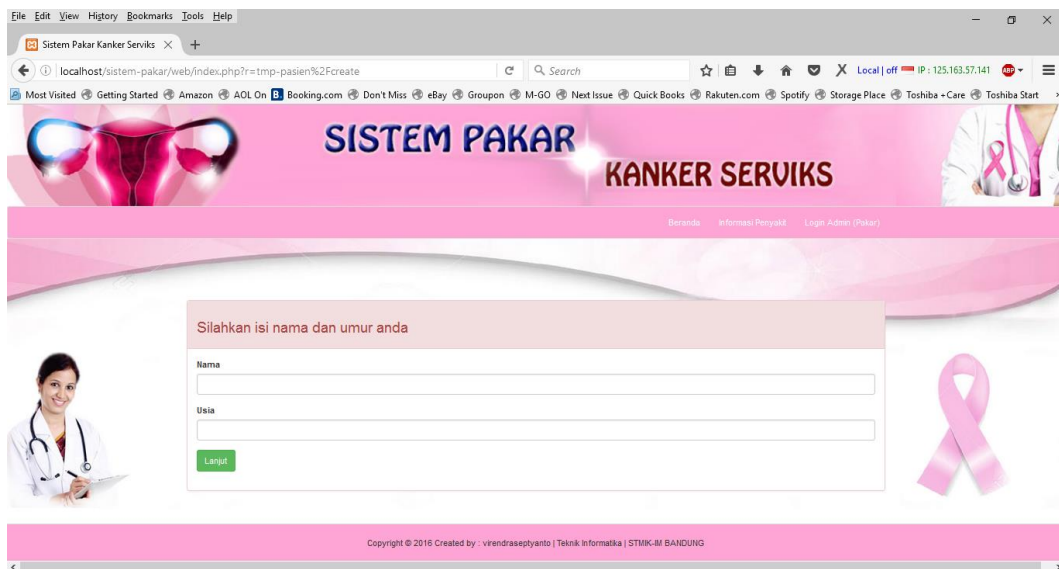 File Edit View History Bookmarks Tools Help
Sistem Pakar Kanker Serviks
localhost/sistem-pakar/web/index.php?r=tmp-pasien%2Fcreate
Search
Local | off IP : 125.163.57.141
ABP
Most Visited Getting Started Amazon AOL On B. Booking.com Don't Miss eBay Groupon M-GO Next Issue Quick Books Rakuten.com Spotify Storage Place Toshiba +Care Toshiba Start
SISTEM PAKAR
KANKER SERVIKS
Beranda Informasi Penyakit Login Admin (Pakar)
Silahkan isi nama dan umur anda
Nama
Usia
Lanjut
Copyright © 2016 Created by : virendraseptyanto | Teknik Informatika | STMIK-IM BANDUNG